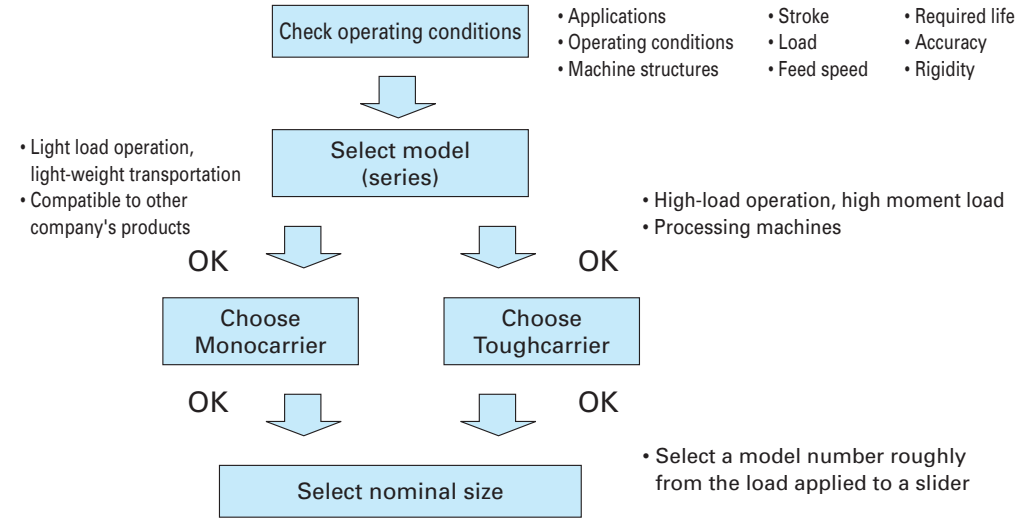 Check operating conditions
• Applications
• Operating conditions
• Machine structures
• Stroke
• Load
• Feed speed
• Required life
• Accuracy
• Rigidity
• Light load operation,
light-weight transportation
• Compatible to other
company's products
Select model
(series)
• High-load operation, high moment load
• Processing machines
OK
OK
Choose
Monocarrier
Choose
Toughcarrier
OK
OK
Select nominal size
• Select a model number roughly
from the load applied to a slider